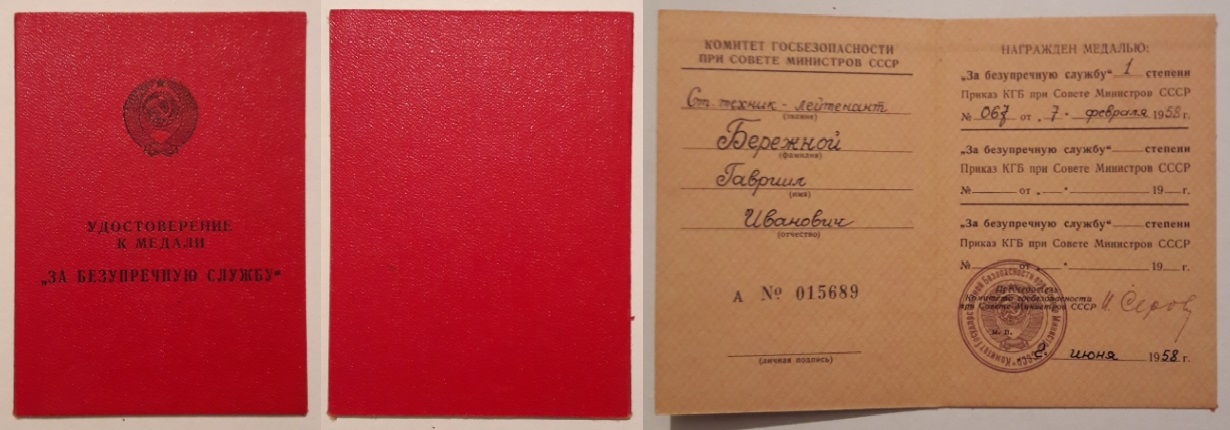 УДОСТОВЕРЕНИЕ
К МЕДАЛИ
„ЗА БЕЗУПРЕЧНУЮ СЛУЖБУ“
КОМИТЕТ ГОСБЕЗОПАСНОСТИ
ПРИ СОВЕТЕ МИНИСТРОВ СССР
Ст. техник - лейтенант
(звание)
Бережной
(фамилия)
Гавриил
(имя)
Иванович
(отчество)
А № 015689
(личная подпись)
НАГРАЖДЕН МЕДАЛЬЮ:
„За безупречную службу“ 1 степени
Приказ КГБ при Совете Министров СССР
№ 067 от „7“ февраля 1958 г.
„За безупречную службу“ степени
Приказ КГБ при Совете Министров СССР
№ от „ “ 19 г.
„За безупречную службу“ степени
Приказ КГБ при Совете Министров СССР
№ от „ “ 19 г.
Председатель
Комитета госбезопасности
при Совете Министров СССР И. Серов
м. п.
„2“ июня 1958 г.